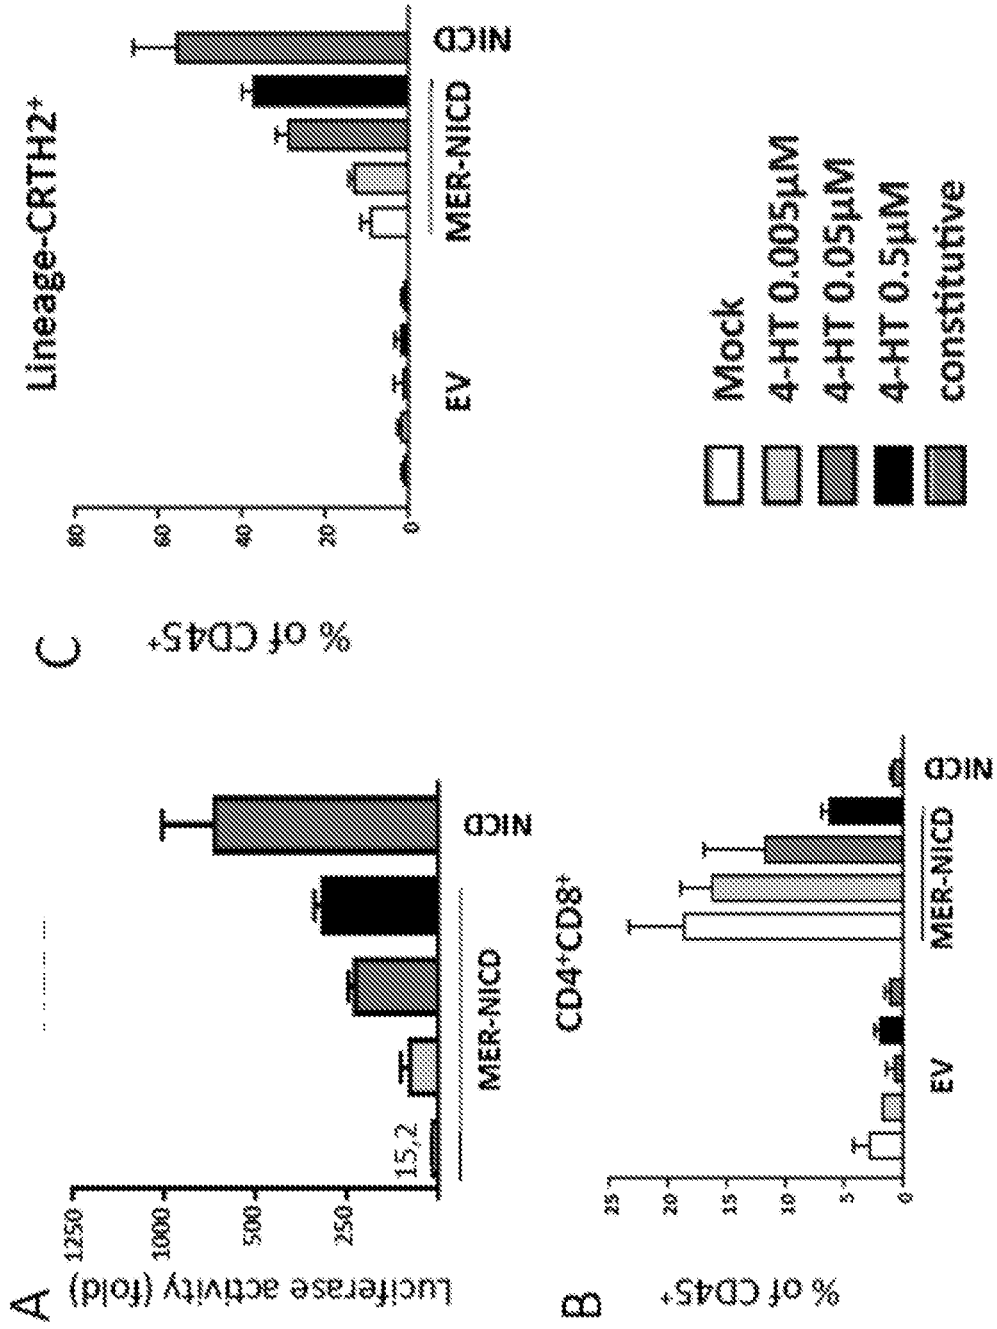 A
Luciferase activity (fold)
1250
1000
500
250
15,2
MER-NICD
NICD
B
CD4⁺CD8⁺
% of CD45⁺
25
20
15
10
5
0
EV
MER-NICD
NICD
C
Lineage-CRTH2⁺
% of CD45⁺
80
60
40
20
0
EV
MER-NICD
NICD
Mock
4-HT 0.005μM
4-HT 0.05μM
4-HT 0.5μM
constitutive